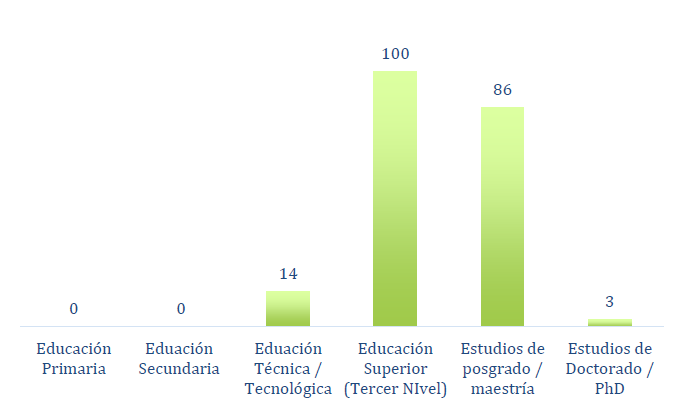 100
86
14
3
0
0
Educación
Primaria
Eduación
Secundaria
Eduación
Técnica /
Tecnológica
Educación
Superior
(Tercer NIvel)
Estudios de
posgrado /
maestría
Estudios de
Doctorado /
PhD